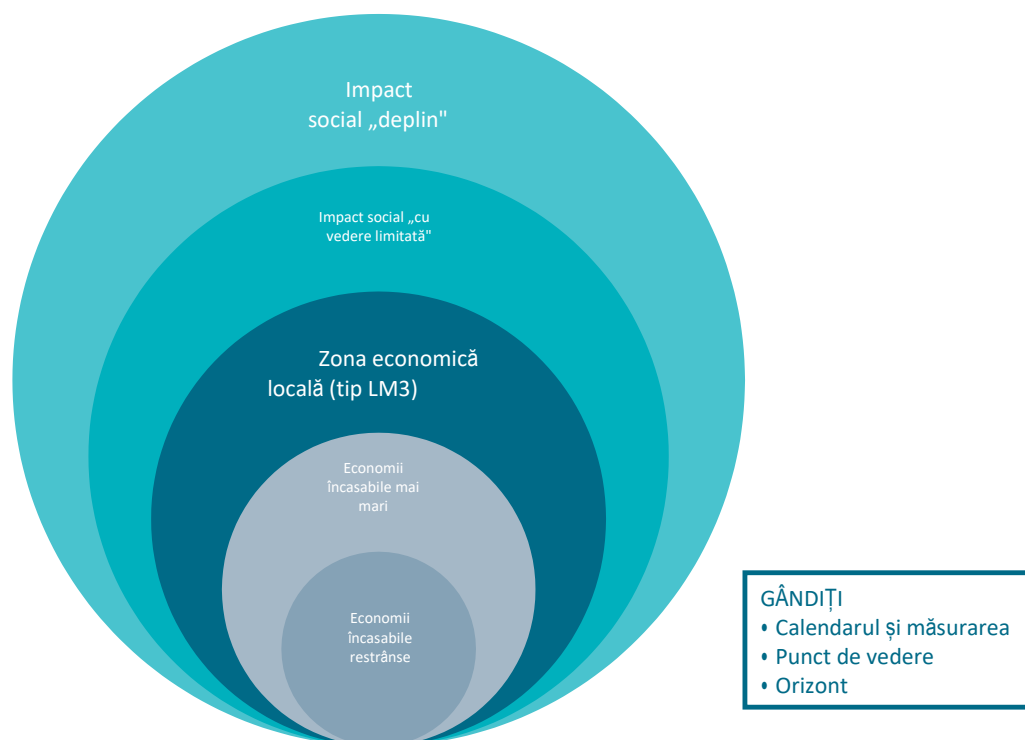 Impact
social „deplin"
Impact social „cu
vedere limitată"
Zona economică
locală (tip LM3)
Economii
încasabile mai
mari
Economii
încasabile
restrânse
GÂNDIȚI
• Calendarul și măsurarea
• Punct de vedere
• Orizont